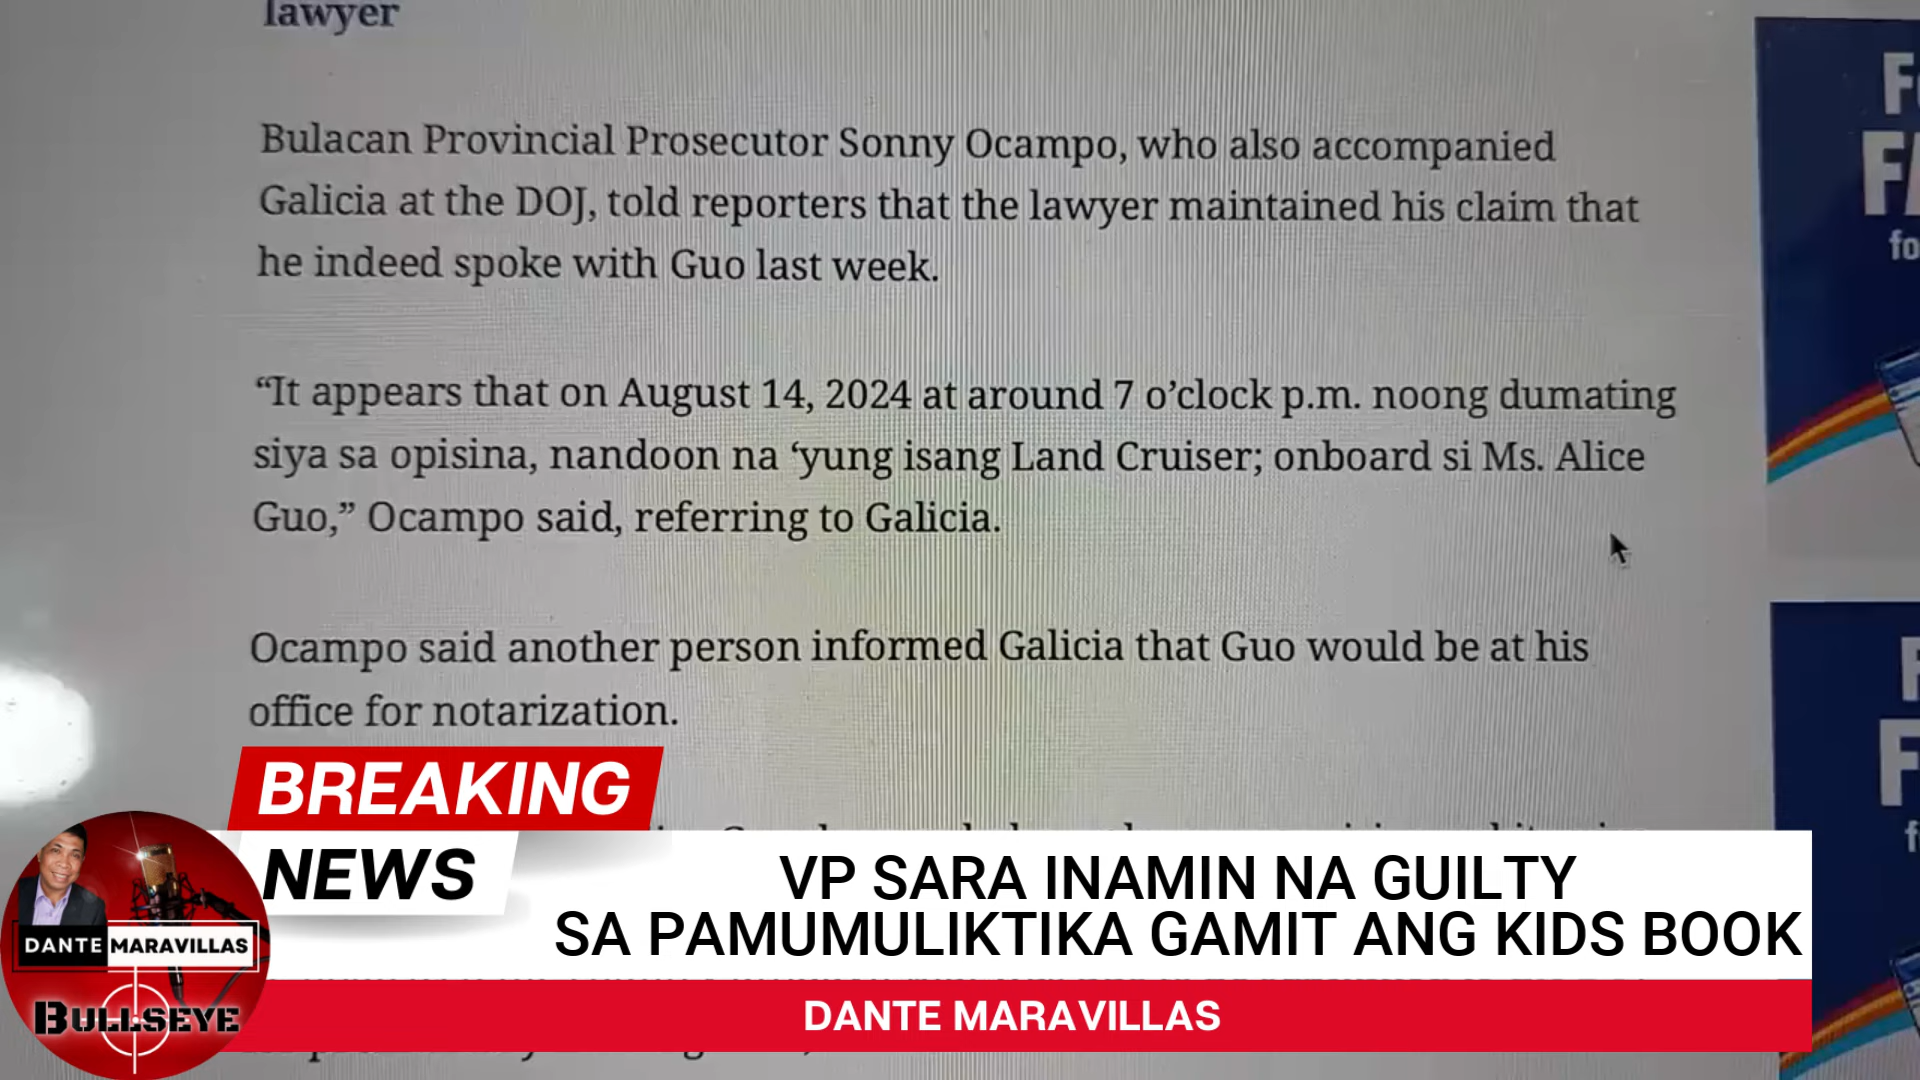 lawyer
Bulacan Provincial Prosecutor Sonny Ocampo, who also accompanied
Galicia at the DOJ, told reporters that the lawyer maintained his claim that
he indeed spoke with Guo last week.
“It appears that on August 14, 2024 at around 7 o’clock p.m. noong dumating
siya sa opisina, nandoon na ‘yung isang Land Cruiser; onboard si Ms. Alice
Guo,” Ocampo said, referring to Galicia.
Ocampo said another person informed Galicia that Guo would be at his
office for notarization.
BREAKING
NEWS
VP SARA INAMIN NA GUILTY
SA PAMUMULIKTIKA GAMIT ANG KIDS BOOK
DANTE MARAVILLAS
DANTE MARAVILLAS
BULLSEYE